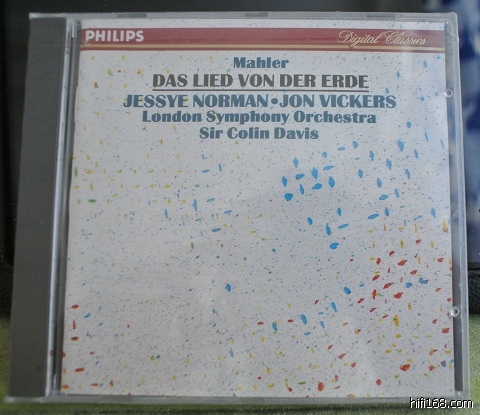 PHILIPS
Digital Classics
Mahler
DAS LIED VON DER ERDE
JESSYE NORMAN • JON VICKERS
London Symphony Orchestra
Sir Colin Davis
hifi168.com